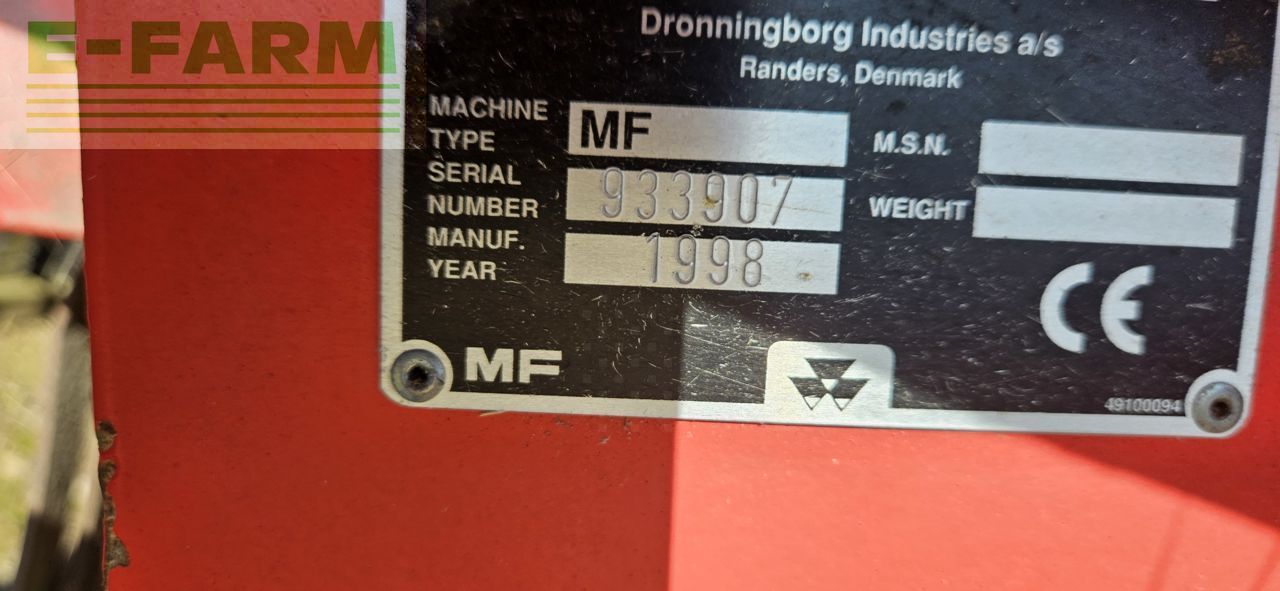 E-FARM
Dronningborg Industries a/s
Randers, Denmark
MACHINE
TYPE
MF
M.S.N.
SERIAL
NUMBER
933907
WEIGHT
MANUF.
YEAR
1998
CE
MF
49100094